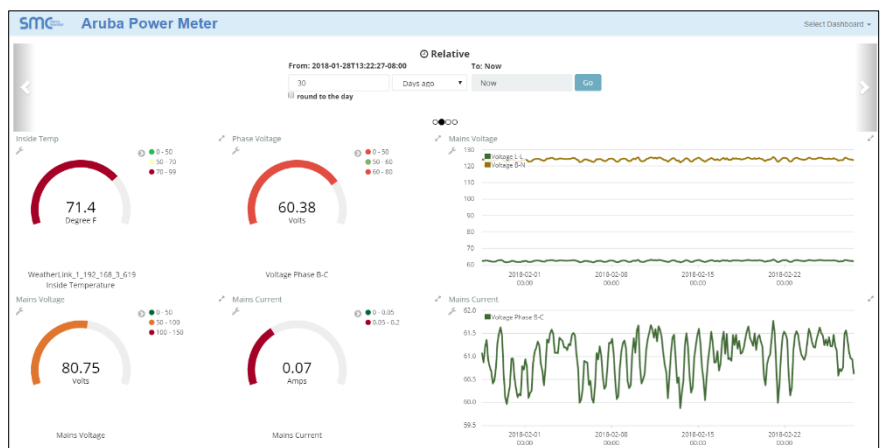 SMC Aruba Power Meter
Select Dashboard
Relative
From: 2018-01-28T13:22:27-08:00 To: Now
30 Days ago Now Go
round to the day
Inside Temp
0 - 50
50 - 70
70 - 99
71.4
Degree F
WeatherLink_1_192_168_3_619
Inside Temperature
Phase Voltage
0 - 50
50 - 60
60 - 80
60.38
Volts
Voltage Phase B-C
Mains Voltage
Voltage L-L
Voltage B-N
130
120
110
100
90
80
70
60
2018-02-01 2018-02-08 2018-02-15 2018-02-22
00:00 00:00 00:00 00:00
Mains Voltage
0 - 50
50 - 100
100 - 150
80.75
Volts
Mains Voltage
Mains Current
0 - 0.05
0.05 - 0.2
0.07
Amps
Mains Current
Mains Current
Voltage Phase B-C
62.0
61.5
61.0
60.5
60.0
59.5
2018-02-01 2018-02-08 2018-02-15 2018-02-22
00:00 00:00 00:00 00:00